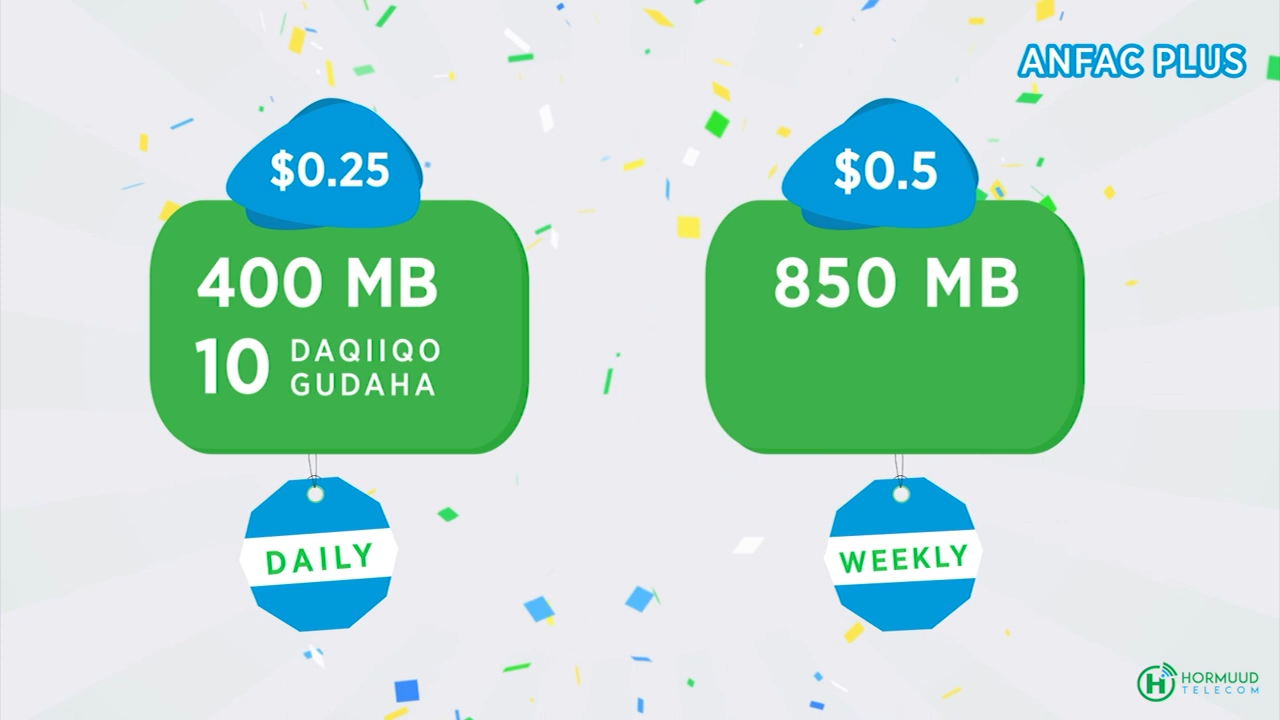 ANFAC PLUS
$0.25
400 MB
10 DAQIIQO
GUDAHA
DAILY
$0.5
850 MB
WEEKLY
HORMUUD
TELECOM